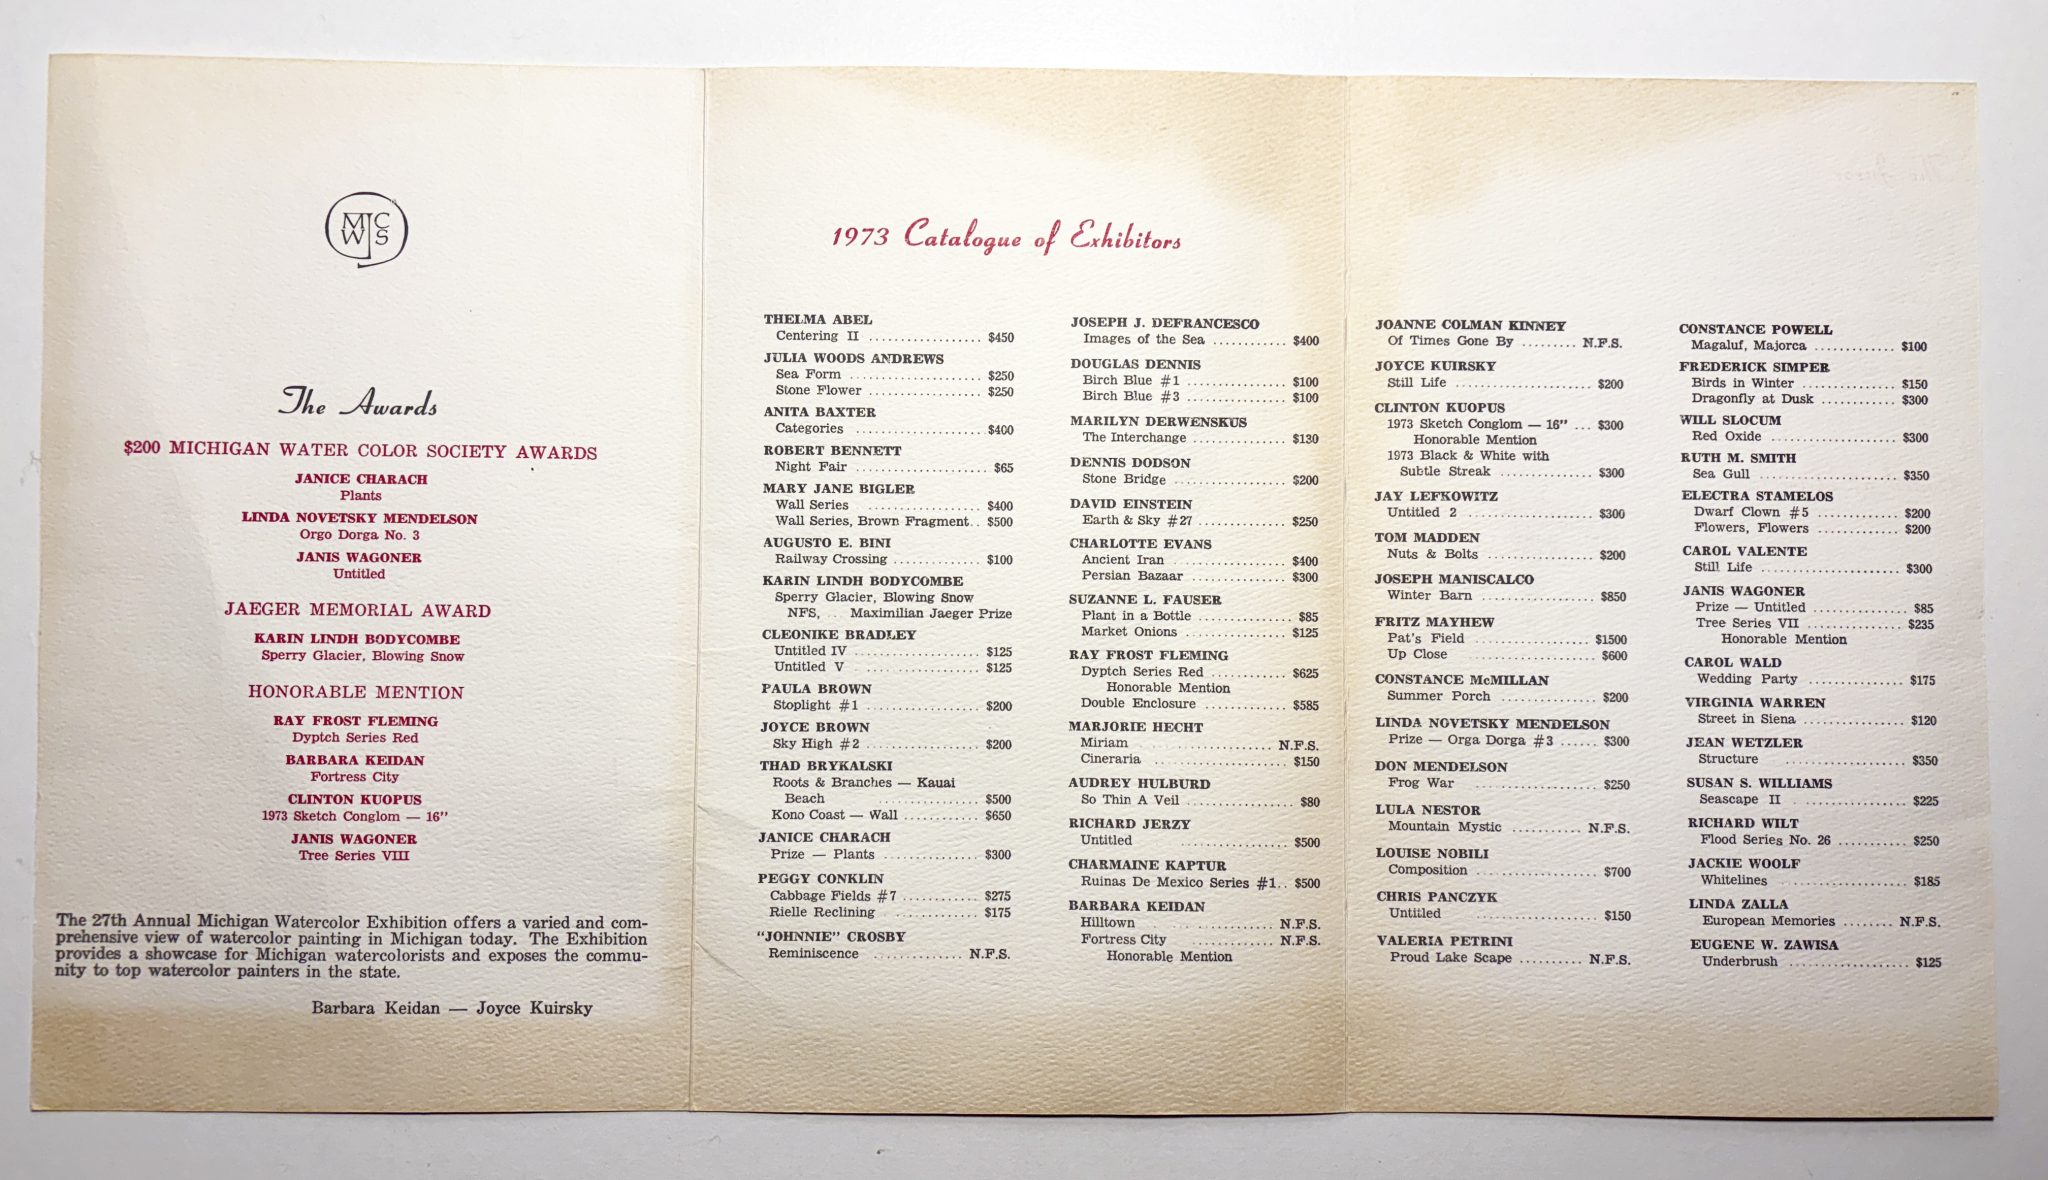 MCWS
The Awards
$200 MICHIGAN WATER COLOR SOCIETY AWARDS
JANICE CHARACH
Plants
LINDA NOVETSKY MENDELSON
Orgo Dorga No. 3
JANIS WAGONER
Untitled
JAEGER MEMORIAL AWARD
KARIN LINDH BODYCOMBE
Sperry Glacier, Blowing Snow
HONORABLE MENTION
RAY FROST FLEMING
Dyptch Series Red
BARBARA KEIDAN
Fortress City
CLINTON KUOPUS
1973 Sketch Conglom — 16”
JANIS WAGONER
Tree Series VIII
The 27th Annual Michigan Watercolor Exhibition offers a varied and com-
prehensive view of watercolor painting in Michigan today. The Exhibition
provides a showcase for Michigan watercolorists and exposes the commu-
nity to top watercolor painters in the state.
Barbara Keidan — Joyce Kuirsky
1973 Catalogue of Exhibitors
THELMA ABEL
Centering II .................. $450
JULIA WOODS ANDREWS
Sea Form ..................... $250
Stone Flower .................. $250
ANITA BAXTER
Categories .................... $400
ROBERT BENNETT
Night Fair ..................... $65
MARY JANE BIGLER
Wall Series ................... $400
Wall Series, Brown Fragment.. $500
AUGUSTO E. BINI
Railway Crossing .............. $100
KARIN LINDH BODYCOMBE
Sperry Glacier, Blowing Snow
NFS, ... Maximilian Jaeger Prize
CLEONIKE BRADLEY
Untitled IV .................... $125
Untitled V .................... $125
PAULA BROWN
Stoplight #1 ................... $200
JOYCE BROWN
Sky High #2 .................. $200
THAD BRYKALSKI
Roots & Branches — Kauai
Beach .................... $500
Kono Coast — Wall ............ $650
JANICE CHARACH
Prize — Plants ............... $300
PEGGY CONKLIN
Cabbage Fields #7 ............ $275
Rielle Reclining .............. $175
“JOHNNIE” CROSBY
Reminiscence .............. N.F.S.
JOSEPH J. DEFRANCESCO
Images of the Sea ............ $400
DOUGLAS DENNIS
Birch Blue #1 ................ $100
Birch Blue #3 ................ $100
MARILYN DERWENSKUS
The Interchange ............... $130
DENNIS DODSON
Stone Bridge .................. $200
DAVID EINSTEIN
Earth & Sky #27 .............. $250
CHARLOTTE EVANS
Ancient Iran .................. $400
Persian Bazaar ................ $300
SUZANNE L. FAUSER
Plant in a Bottle ............... $85
Market Onions ................ $125
RAY FROST FLEMING
Dyptch Series Red ............ $625
Honorable Mention
Double Enclosure ............. $585
MARJORIE HECHT
Miriam .................... N.F.S.
Cineraria ..................... $150
AUDREY HULBURD
So Thin A Veil ................. $80
RICHARD JERZY
Untitled .................. $500
CHARMAINE KAPTUR
Ruinas De Mexico Series #1.. $500
BARBARA KEIDAN
Hilltown ................. N.F.S.
Fortress City ............. N.F.S.
Honorable Mention
JOANNE COLMAN KINNEY
Of Times Gone By ......... N.F.S.
JOYCE KUIRSKY
Still Life ...................... $200
CLINTON KUOPUS
1973 Sketch Conglom — 16” ... $300
Honorable Mention
1973 Black & White with
Subtle Streak ............... $300
JAY LEFKOWITZ
Untitled 2 .................... $300
TOM MADDEN
Nuts & Bolts .................. $200
JOSEPH MANISCALCO
Winter Barn .................. $850
FRITZ MAYHEW
Pat’s Field .................. $1500
Up Close .................... $600
CONSTANCE McMILLAN
Summer Porch ................ $200
LINDA NOVETSKY MENDELSON
Prize — Orga Dorga #3 ...... $300
DON MENDELSON
Frog War .................... $250
LULA NESTOR
Mountain Mystic ........... N.F.S.
LOUISE NOBILI
Composition ................... $700
CHRIS PANCZYK
Untitled .................... $150
VALERIA PETRINI
Proud Lake Scape .......... N.F.S.
CONSTANCE POWELL
Magaluf, Majorca ............. $100
FREDERICK SIMPER
Birds in Winter ................ $150
Dragonfly at Dusk ............ $300
WILL SLOCUM
Red Oxide .................... $300
RUTH M. SMITH
Sea Gull ...................... $350
ELECTRA STAMELOS
Dwarf Clown #5 .............. $200
Flowers, Flowers .............. $200
CAROL VALENTE
Still Life ...................... $300
JANIS WAGONER
Prize — Untitled ............... $85
Tree Series VII ............... $235
Honorable Mention
CAROL WALD
Wedding Party ............... $175
VIRGINIA WARREN
Street in Siena ................ $120
JEAN WETZLER
Structure ................... $350
SUSAN S. WILLIAMS
Seascape II ................. $225
RICHARD WILT
Flood Series No. 26 ........... $250
JACKIE WOOLF
Whitelines .................... $185
LINDA ZALLA
European Memories ........ N.F.S.
EUGENE W. ZAWISA
Underbrush ................... $125